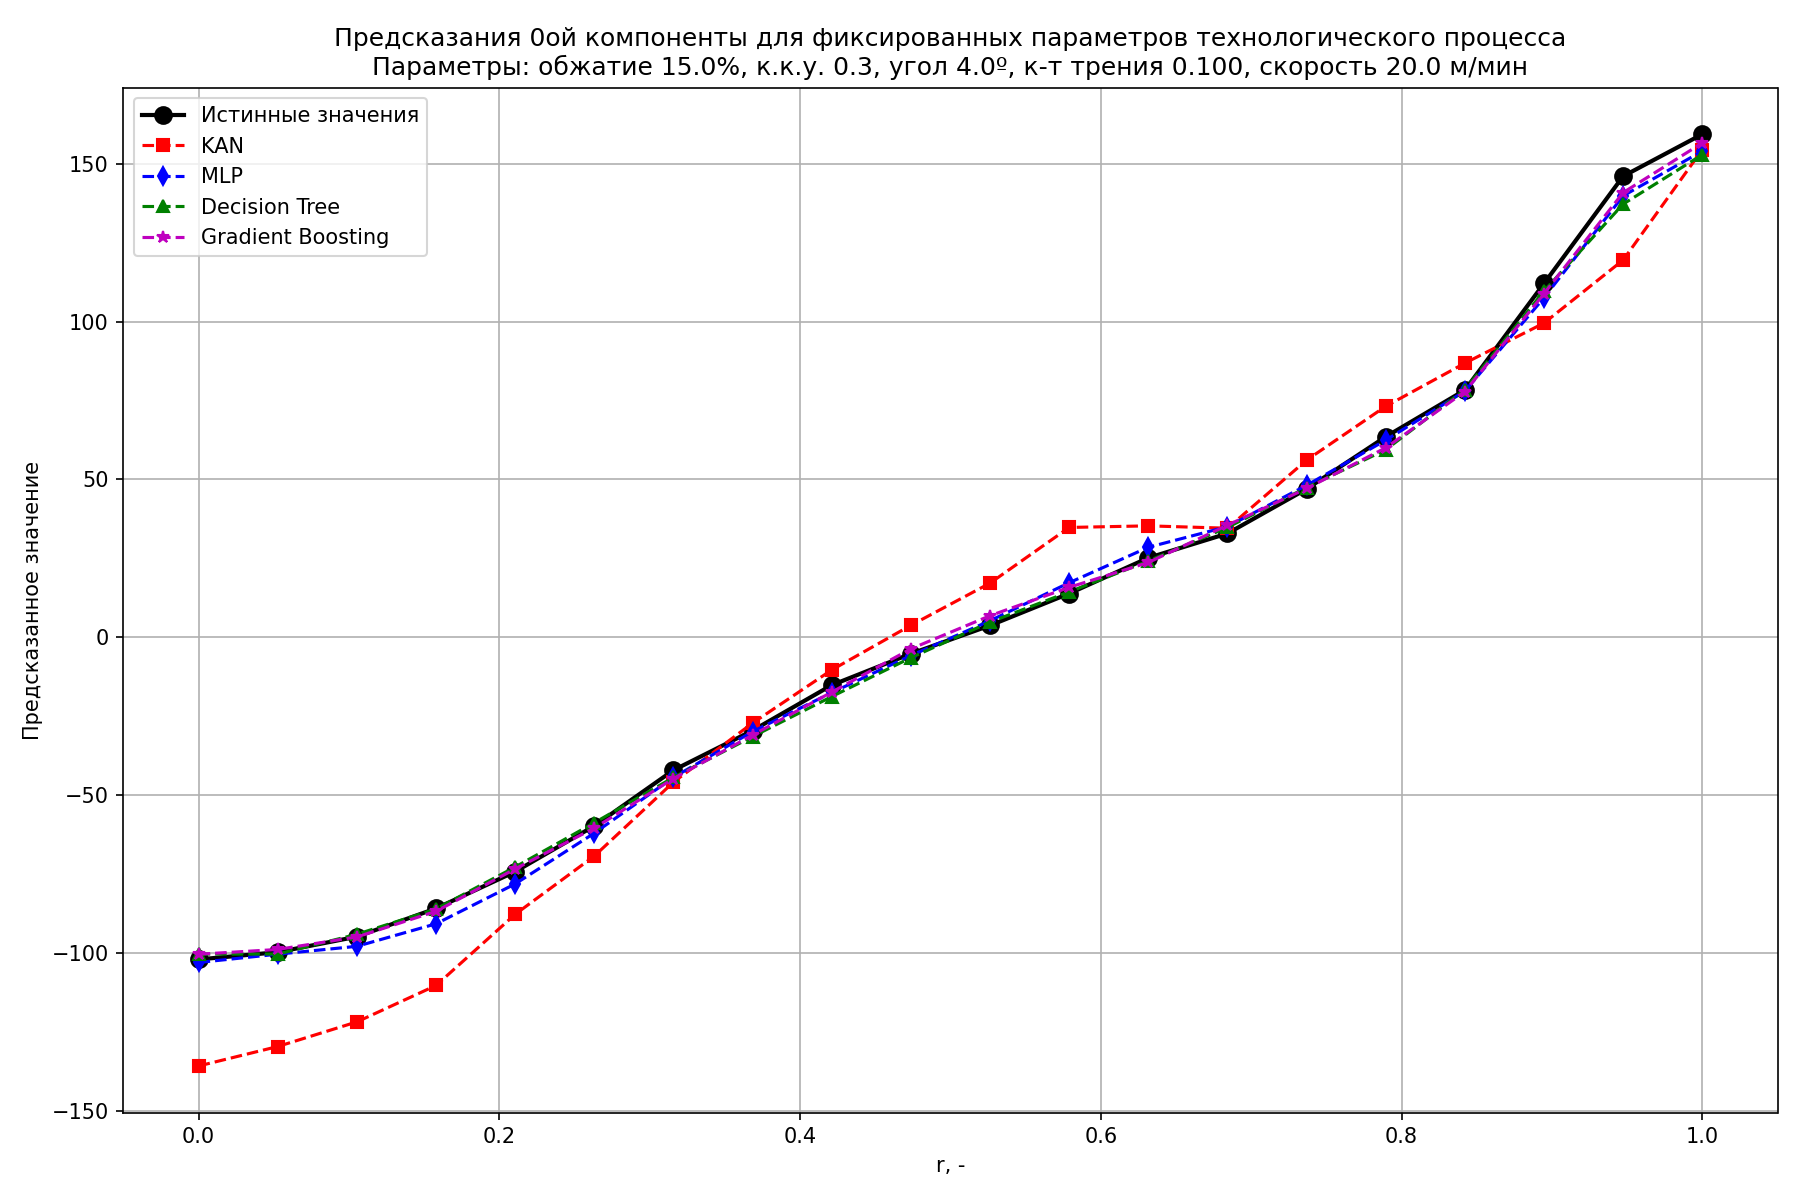 Предсказания 0ой компоненты для фиксированных параметров технологического процесса
Параметры: обжатие 15.0%, к.к.у. 0.3, угол 4.0º, к-т трения 0.100, скорость 20.0 м/мин
Истинные значения
KAN
MLP
Decision Tree
Gradient Boosting
Предсказанное значение
150
100
50
0
−50
−100
−150
0.0
0.2
0.4
0.6
0.8
1.0
r, -